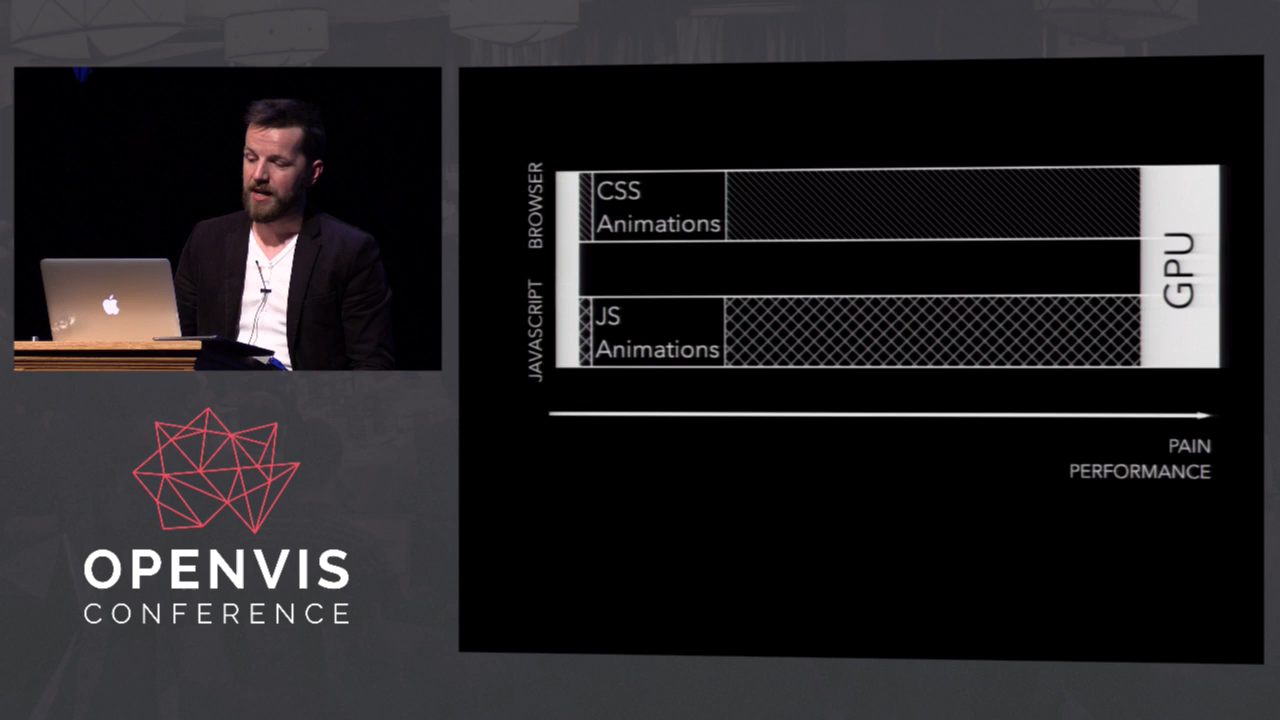 BROWSER
CSS
Animations
JAVASCRIPT
JS
Animations
GPU
PAIN
PERFORMANCE
OPENVIS
CONFERENCE